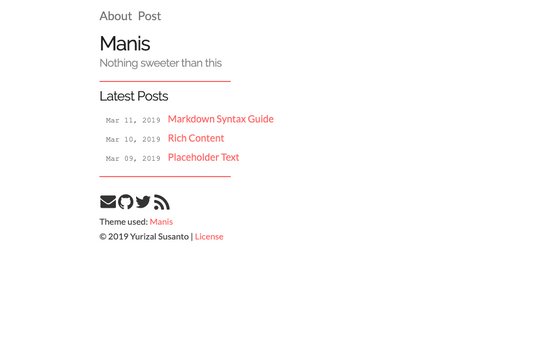 About Post
Manis
Nothing sweeter than this
Latest Posts
Mar 11, 2019 Markdown Syntax Guide
Mar 10, 2019 Rich Content
Mar 09, 2019 Placeholder Text
Theme used: Manis
© 2019 Yurizal Susanto | License